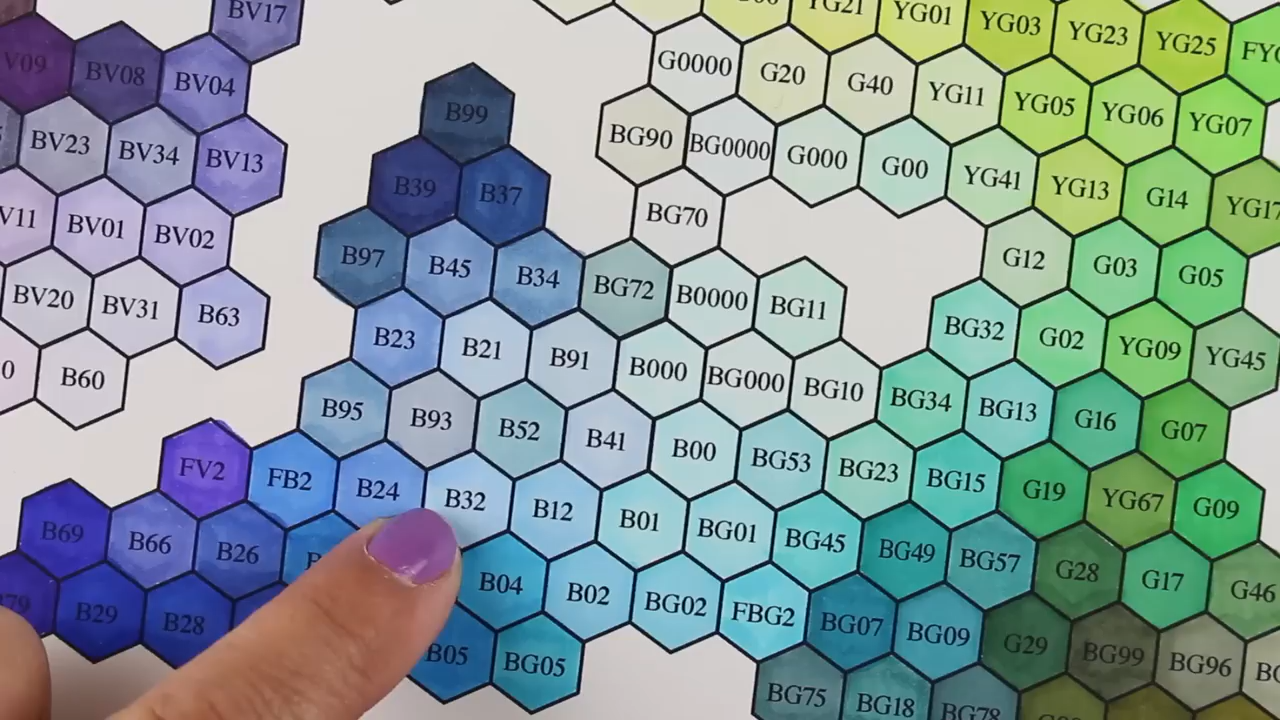 BV17
YG21 YG01 YG03 YG23 YG25
V09 BV08 BV04
G0000 G20 G40 YG11 YG05 YG06 YG07
B99
BV23 BV34 BV13
BG90 BG0000 G000 G00 YG41 YG13 G14 YG17
B39 B37
V11 BV01 BV02
BG70
G12 G03 G05
B97 B45 B34 BG72 B0000 BG11
BV20 BV31 B63
BG32 G02 YG09 YG45
B23 B21 B91 B000 BG000 BG10 BG34 BG13 G16 G07
B60
B95 B93 B52 B41 B00 BG53 BG23 BG15 G19 YG67 G09
FV2 FB2 B24 B32 B12 B01 BG01 BG45 BG49 BG57 G28 G17 G46
B69 B66 B26
B04 B02 BG02 FBG2 BG07 BG09 G29 BG99 BG96
79 B29 B28
B05 BG05
BG75 BG18 BG78